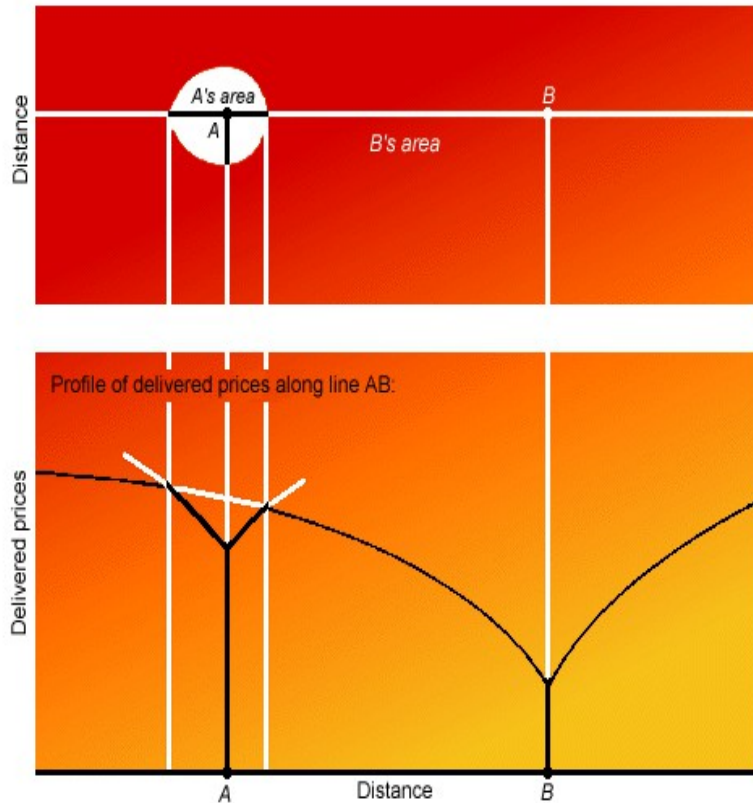 A's area
A
B
B's area
Distance
Profile of delivered prices along line AB:
Delivered prices
A
Distance
B